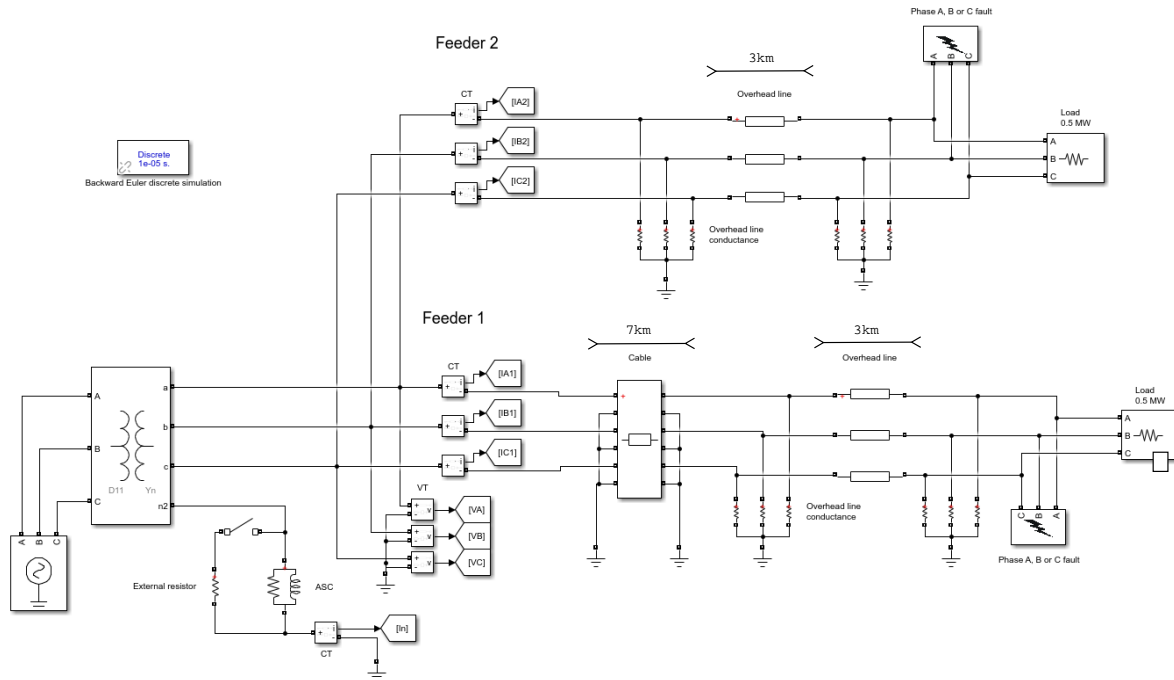 Phase A, B or C fault
Feeder 2
3km
A
B
C
CT
Overhead line
+
i
-
[IA2]
Load
0.5 MW
Discrete
1e-05 s.
+
i
-
[IB2]
A
B
C
Backward Euler discrete simulation
+
i
-
[IC2]
Overhead line
conductance
Feeder 1
7km
3km
CT
Cable
Overhead line
+
i
-
[IA1]
Load
0.5 MW
A
a
+
i
-
[IB1]
A
B
C
B
b
+
i
-
[IC1]
c
D11
Yn
VT
C
n2
+
-
v
[VA]
Overhead line
conductance
C
B
A
+
-
v
[VB]
A
B
C
+
-
v
[VC]
Phase A, B or C fault
External resistor
ASC
+
i
-
[In]
CT